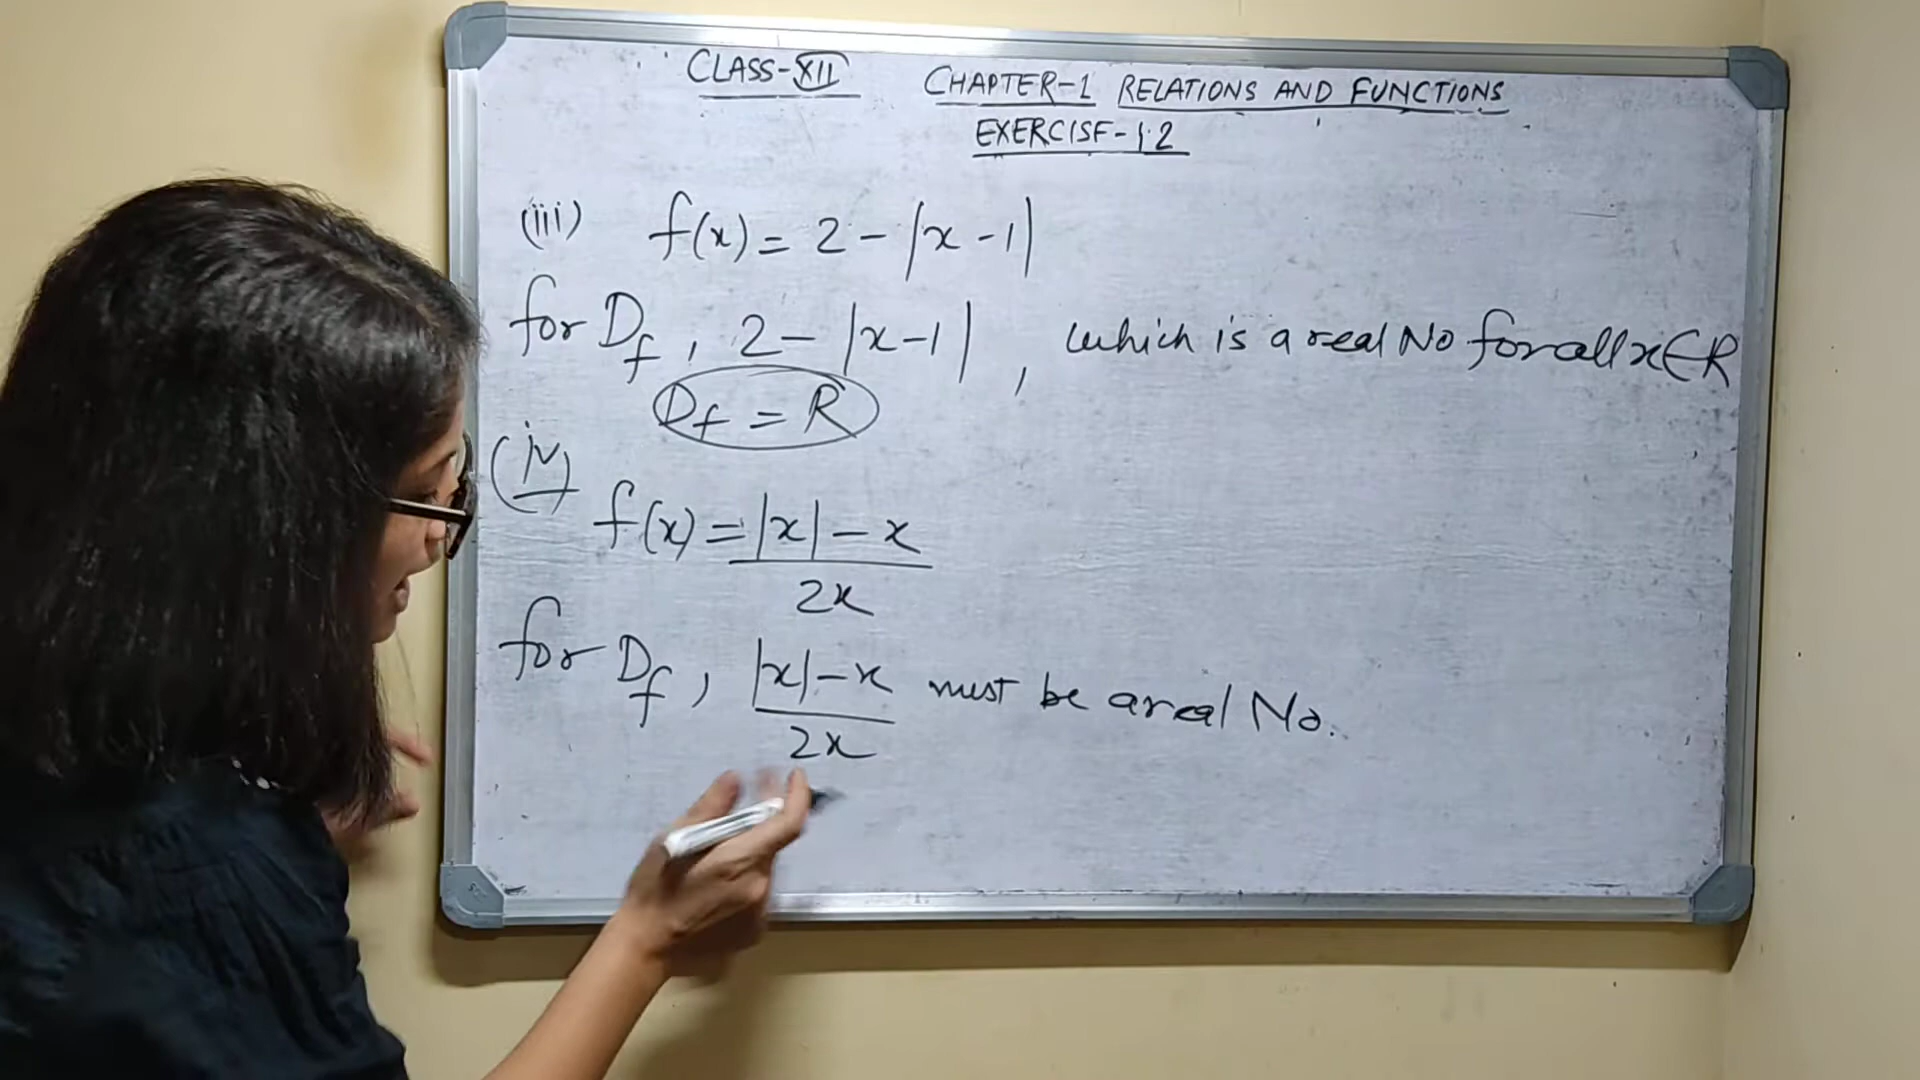 CLASS-XII
CHAPTER-1 RELATIONS AND FUNCTIONS
EXERCISE-1.2
(iii) f(x) = 2 - |x - 1|
for Df, 2 - |x - 1|, which is a real No for all x ∈ R
Df = R
(iv)
f(x) = |x| - x
2x
for Df, |x| - x must be a real No.
2x